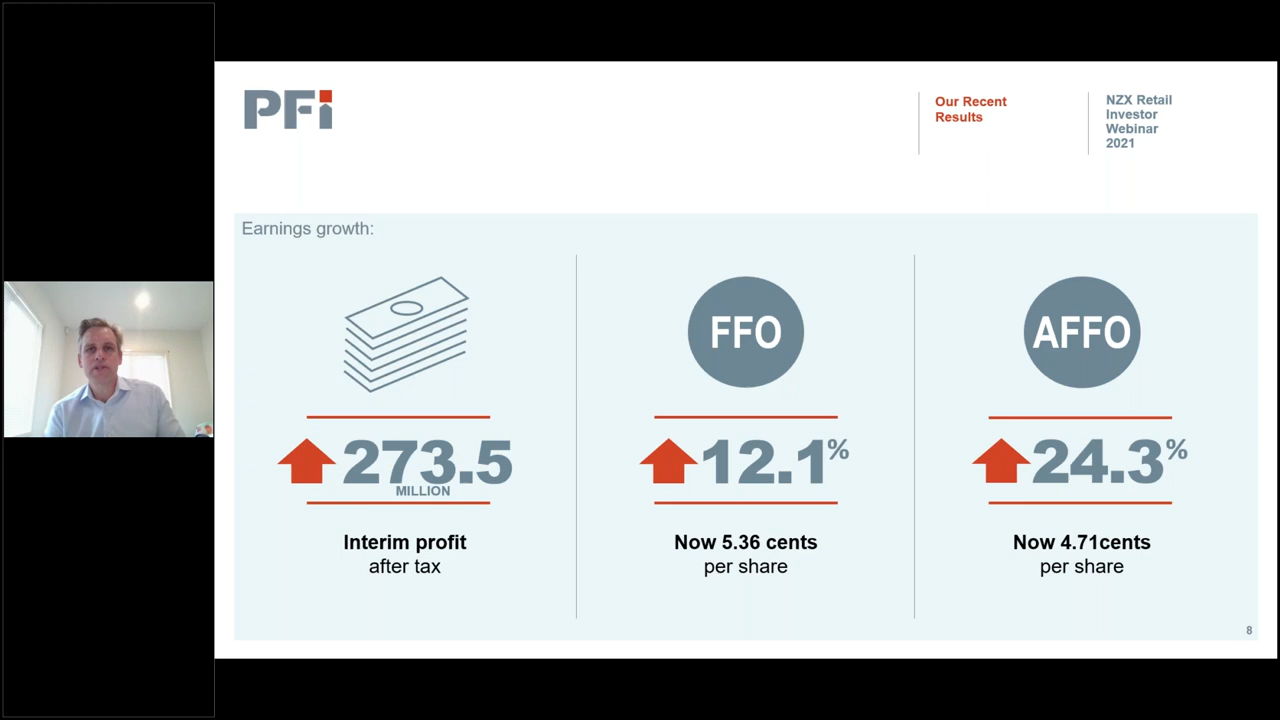 PFi
Our Recent
Results
NZX Retail
Investor
Webinar
2021
Earnings growth:
273.5
MILLION
Interim profit
after tax
FFO
12.1%
Now 5.36 cents
per share
AFFO
24.3%
Now 4.71cents
per share
8